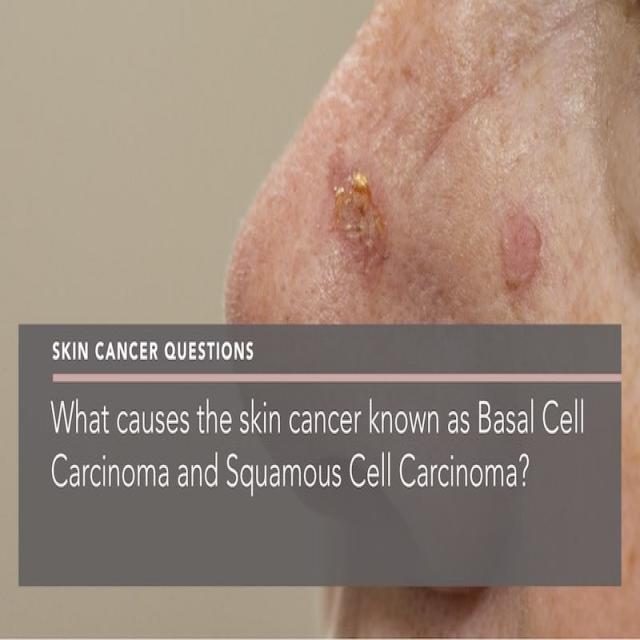 SKIN CANCER QUESTIONS
What causes the skin cancer known as Basal Cell
Carcinoma and Squamous Cell Carcinoma?